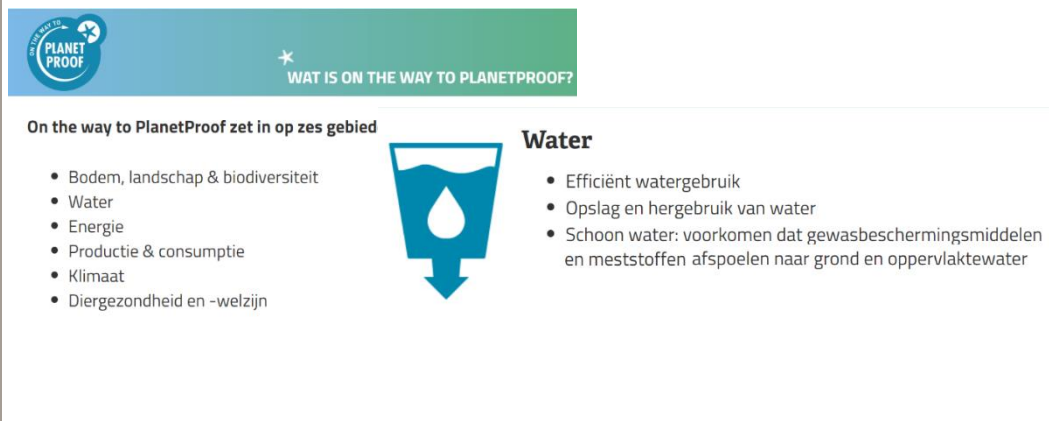 ON THE WAY TO
PLANET
PROOF
WAT IS ON THE WAY TO PLANETPROOF?
On the way to PlanetProof zet in op zes gebied
• Bodem, landschap & biodiversiteit
• Water
• Energie
• Productie & consumptie
• Klimaat
• Diergezondheid en -welzijn
Water
• Efficiënt watergebruik
• Opslag en hergebruik van water
• Schoon water: voorkomen dat gewasbeschermingsmiddelen
en meststoffen afspoelen naar grond en oppervlaktewater